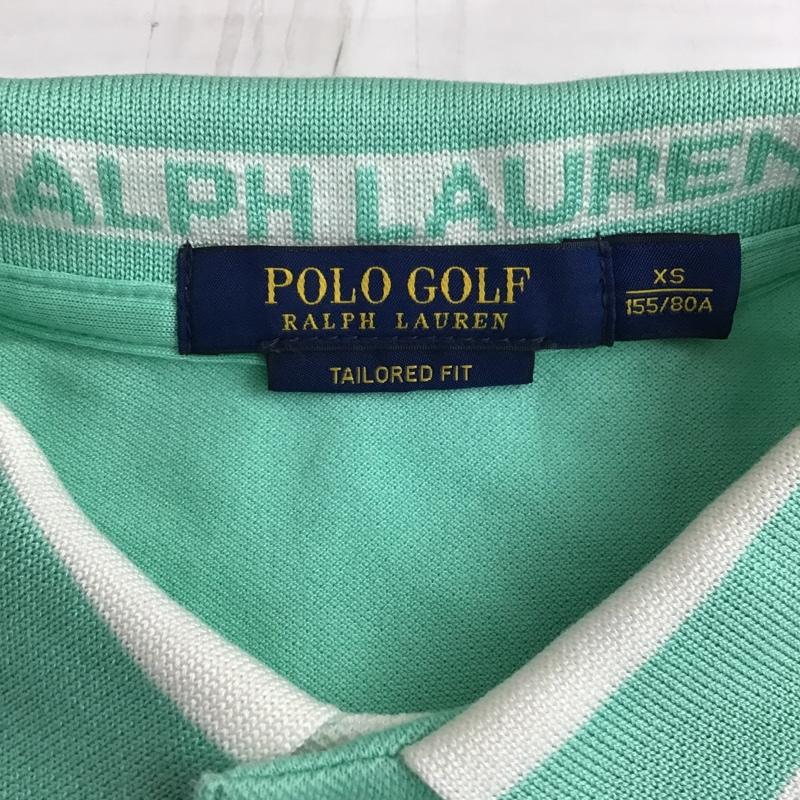 ALPH LAUREN
POLO GOLF
RALPH LAUREN
TAILORED FIT
XS
155/80A